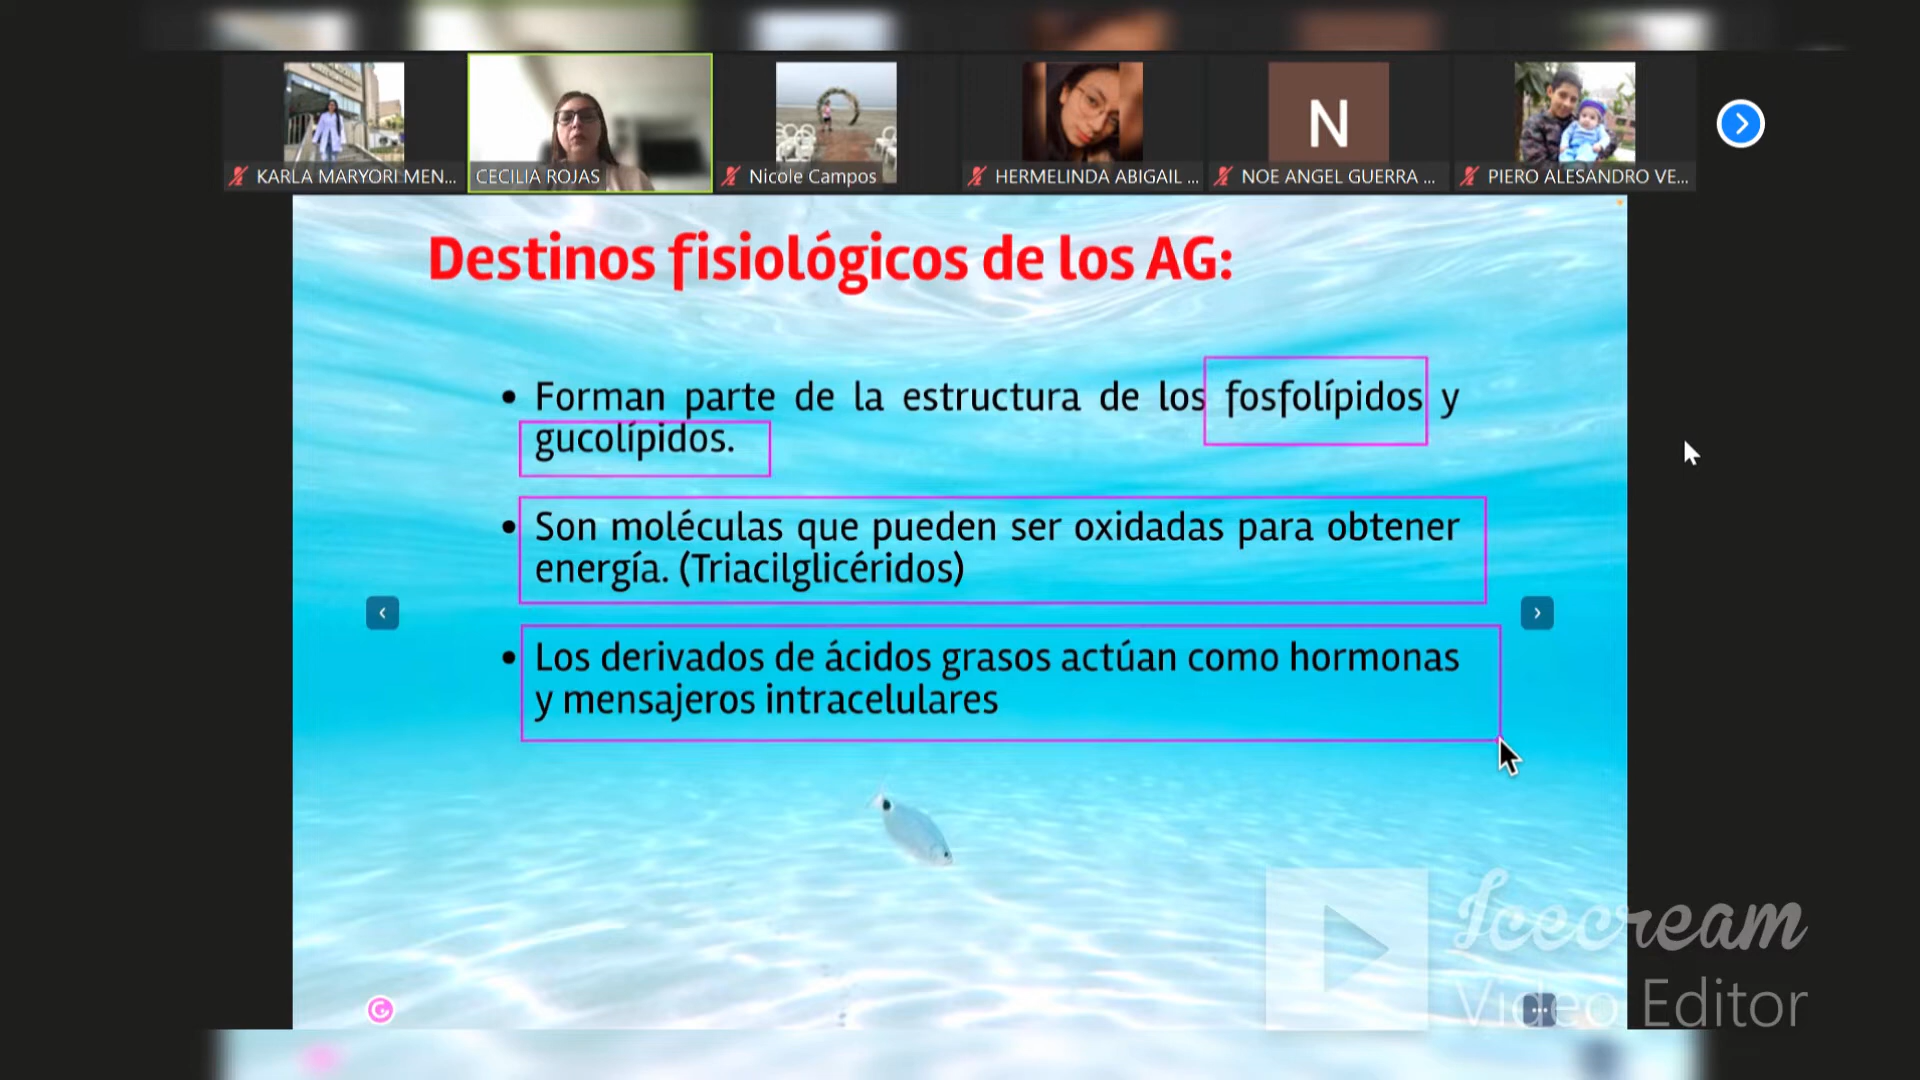 KARLA MARYORI MEN...
CECILIA ROJAS
Nicole Campos
HERMELINDA ABIGAIL ...
N
NOE ANGEL GUERRA ...
PIERO ALESANDRO VE...
Destinos fisiológicos de los AG:
• Forman parte de la estructura de los fosfolípidos y
gucolípidos.
• Son moléculas que pueden ser oxidadas para obtener
energía. (Triacilglicéridos)
• Los derivados de ácidos grasos actúan como hormonas
y mensajeros intracelulares
Icecream
Video Editor